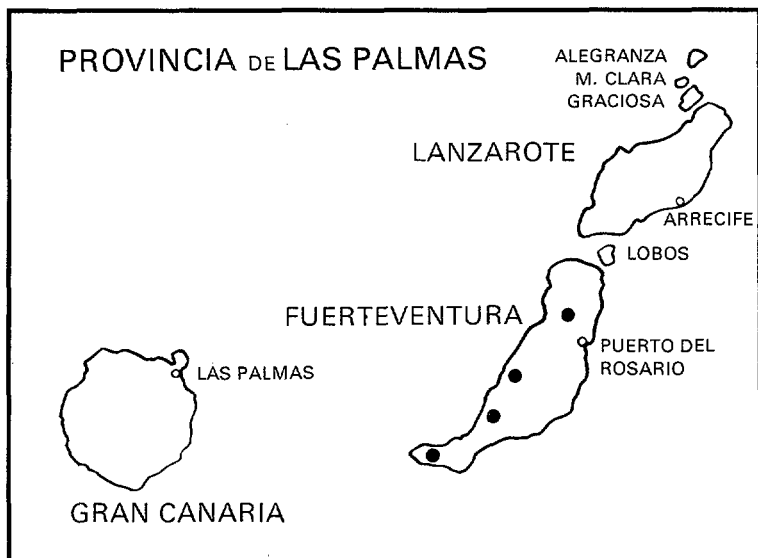 PROVINCIA DE LAS PALMAS
ALEGRANZA
M. CLARA
GRACIOSA
LANZAROTE
ARRECIFE
LOBOS
FUERTEVENTURA
PUERTO DEL
ROSARIO
LAS PALMAS
GRAN CANARIA